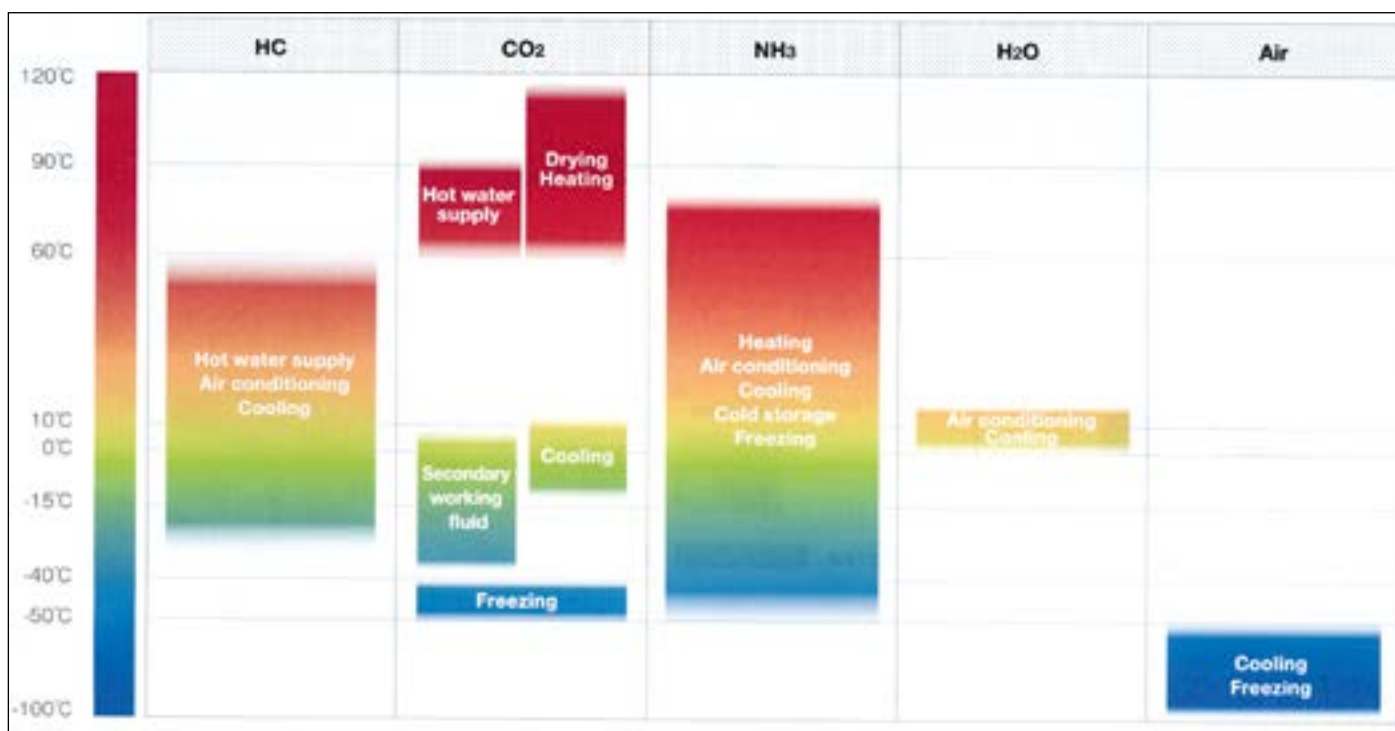 HC
CO2
NH3
H2O
Air
120℃
90℃
60℃
10℃
0℃
-15℃
-40℃
-50℃
-100℃
Hot water supply
Air conditioning
Cooling
Hot water
supply
Drying
Heating
Secondary
working
fluid
Cooling
Freezing
Heating
Air conditioning
Cooling
Cold storage
Freezing
Air conditioning
Cooling
Cooling
Freezing